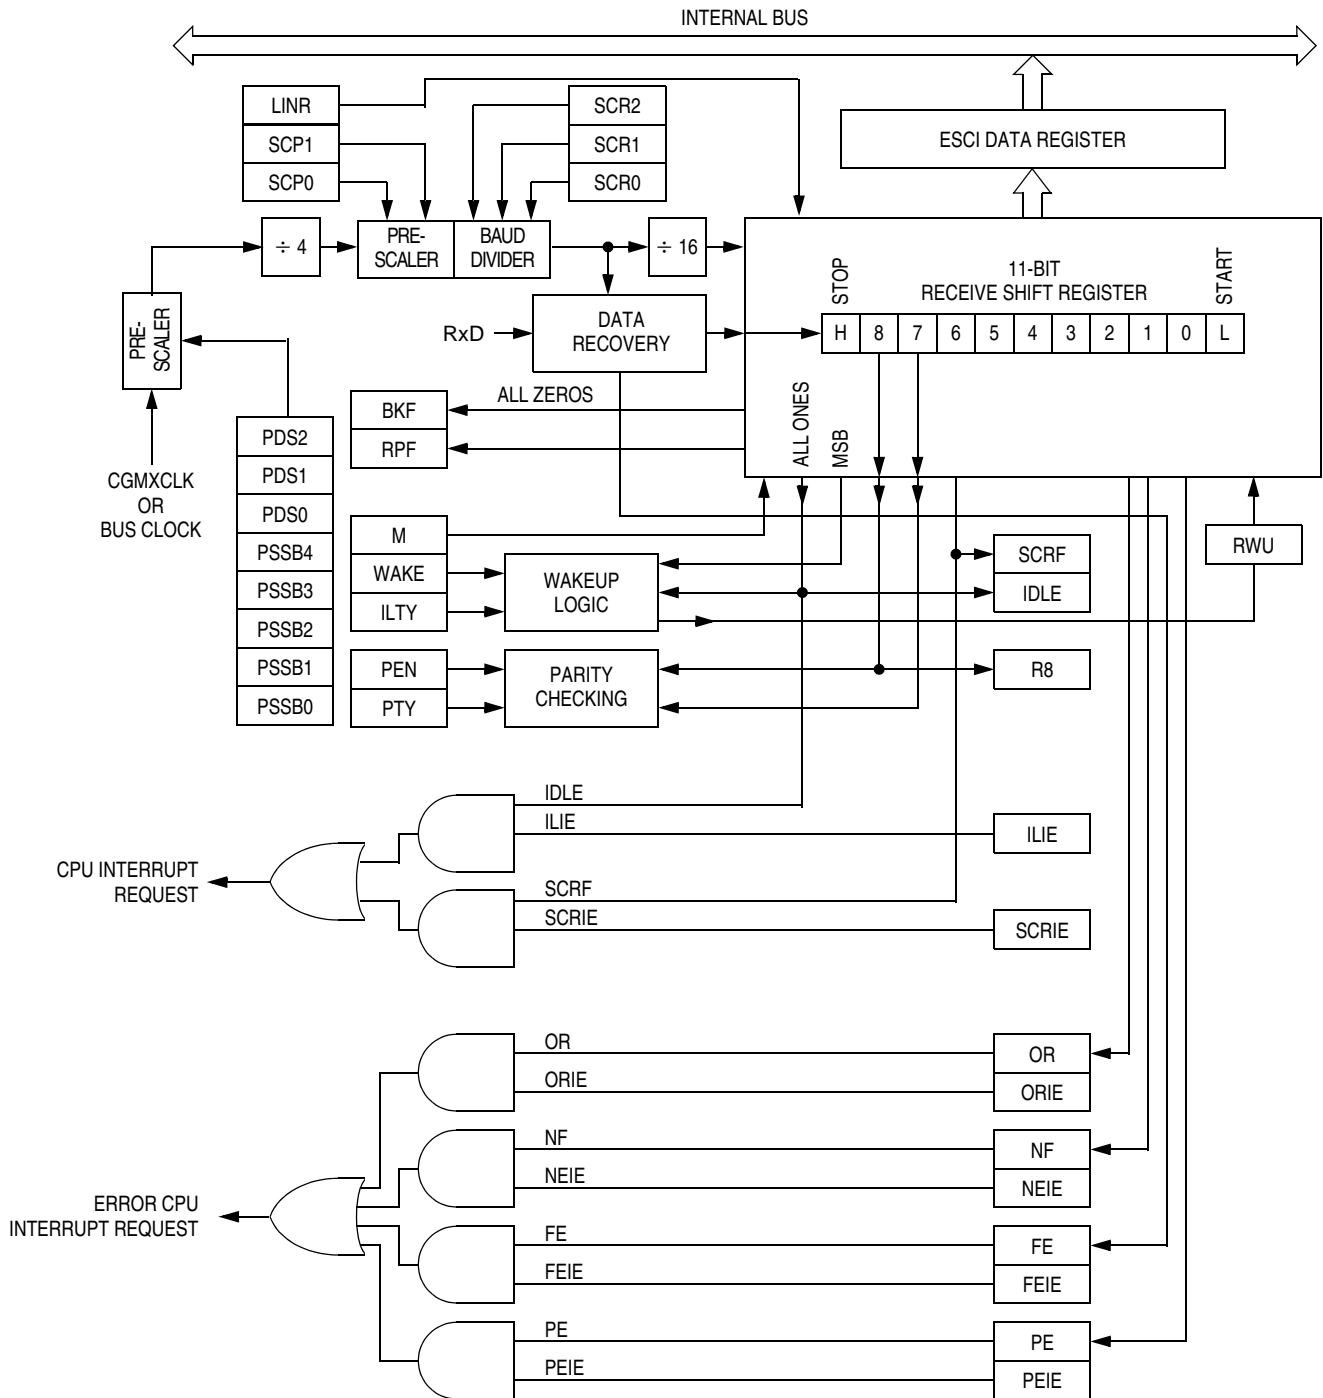 INTERNAL BUS
LINR
SCP1
SCP0
SCR2
SCR1
SCR0
ESCI DATA REGISTER
÷ 4
PRE-
SCALER
BAUD
DIVIDER
÷ 16
PRE-
SCALER
CGMXCLK
OR
BUS CLOCK
RxD
DATA
RECOVERY
STOP
11-BIT
RECEIVE SHIFT REGISTER
START
H 8 7 6 5 4 3 2 1 0 L
ALL ZEROS
ALL ONES
MSB
BKF
RPF
PDS2
PDS1
PDS0
PSSB4
PSSB3
PSSB2
PSSB1
PSSB0
M
WAKE
ILTY
WAKEUP
LOGIC
SCRF
IDLE
RWU
PEN
PTY
PARITY
CHECKING
R8
IDLE
ILIE
ILIE
CPU INTERRUPT
REQUEST
SCRF
SCRIE
SCRIE
OR
ORIE
OR
ORIE
NF
NEIE
NF
NEIE
ERROR CPU
INTERRUPT REQUEST
FE
FEIE
FE
FEIE
PE
PEIE
PE
PEIE